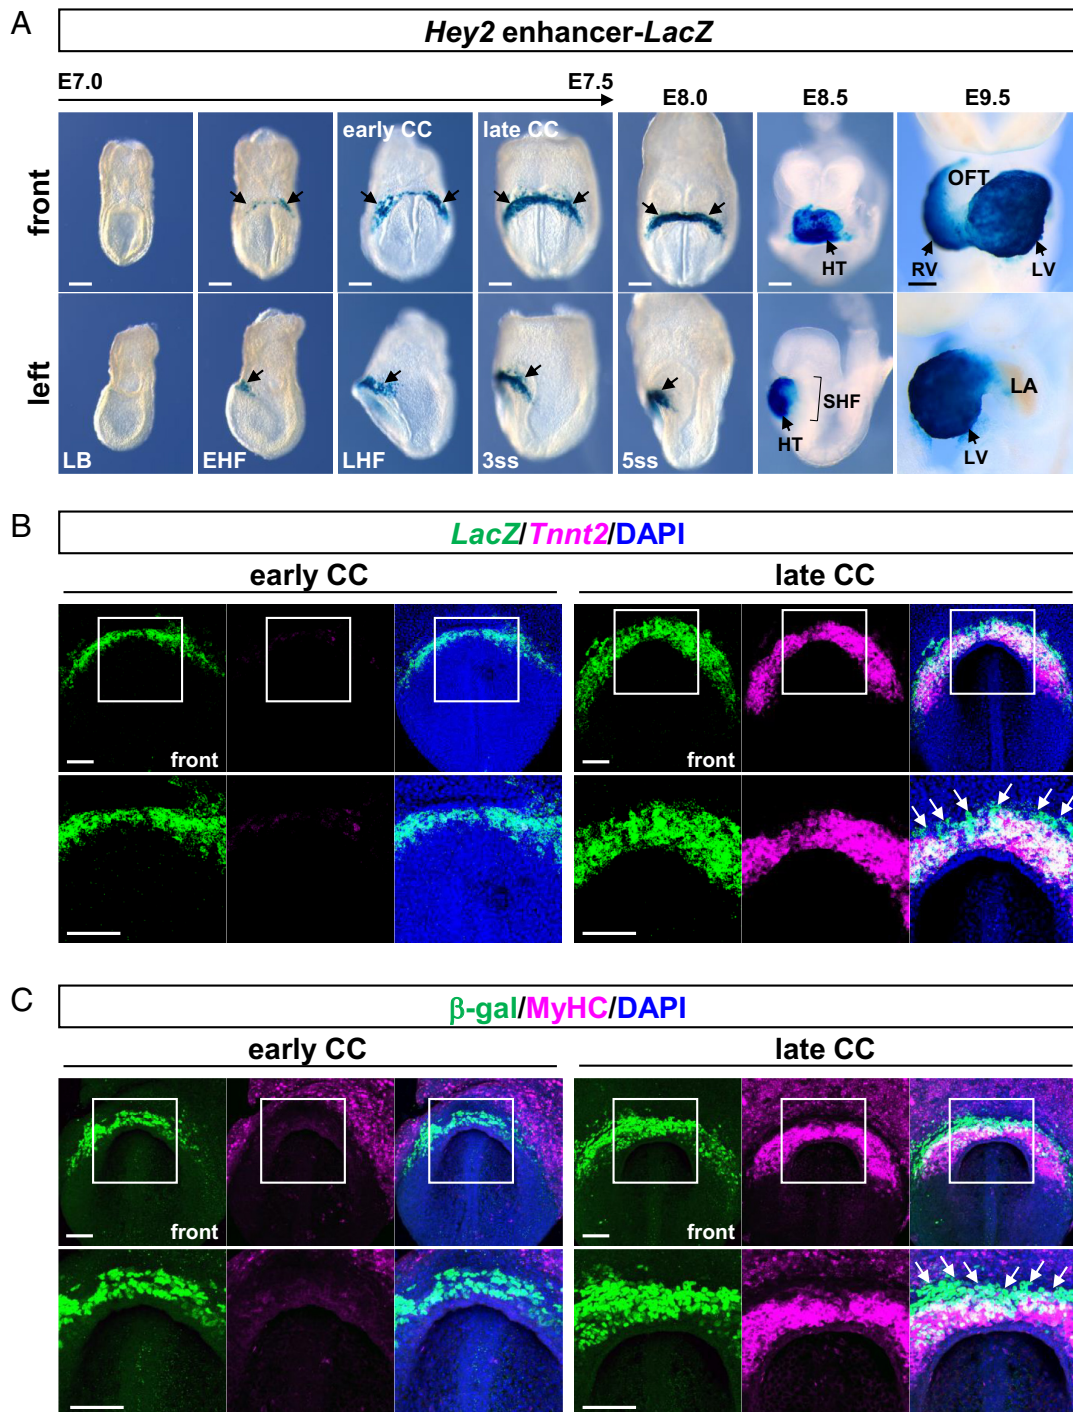 A
Hey2 enhancer-LacZ
E7.0 E7.5 E8.0 E8.5 E9.5
early CC late CC
front
OFT
HT RV LV
left
SHF LA
HT LV
LB EHF LHF 3ss 5ss
B
LacZ/Tnnt2/DAPI
early CC late CC
front front
C
β-gal/MyHC/DAPI
early CC late CC
front front